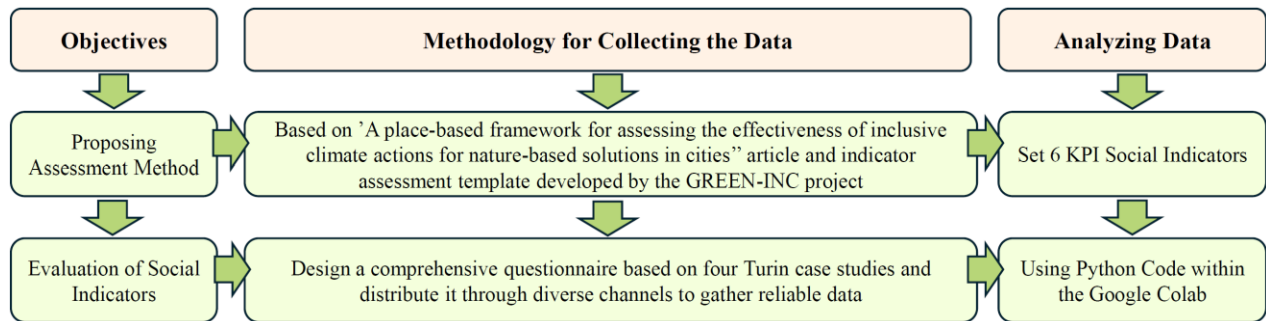 Objectives
Methodology for Collecting the Data
Analyzing Data
Proposing
Assessment Method
Based on ’A place-based framework for assessing the effectiveness of inclusive
climate actions for nature-based solutions in cities’’ article and indicator
assessment template developed by the GREEN-INC project
Set 6 KPI Social Indicators
Evaluation of Social
Indicators
Design a comprehensive questionnaire based on four Turin case studies and
distribute it through diverse channels to gather reliable data
Using Python Code within
the Google Colab